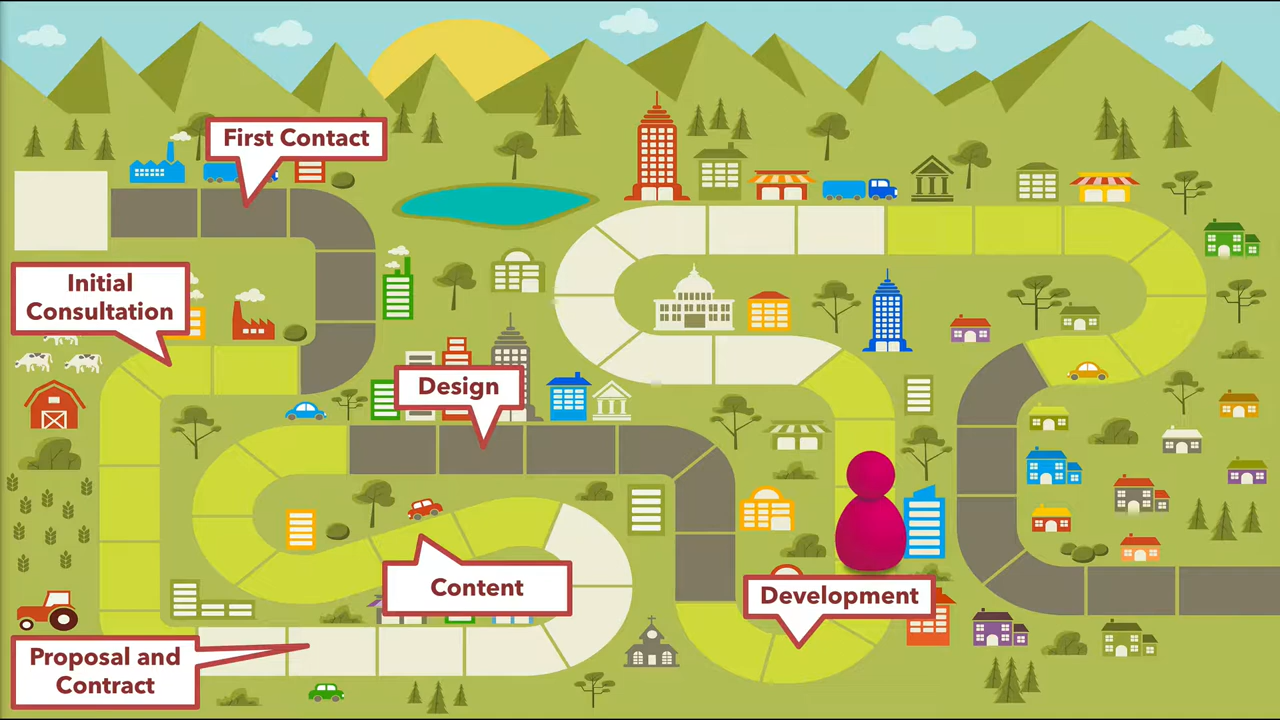 First Contact
Initial
Consultation
Design
Content
Development
Proposal and
Contract